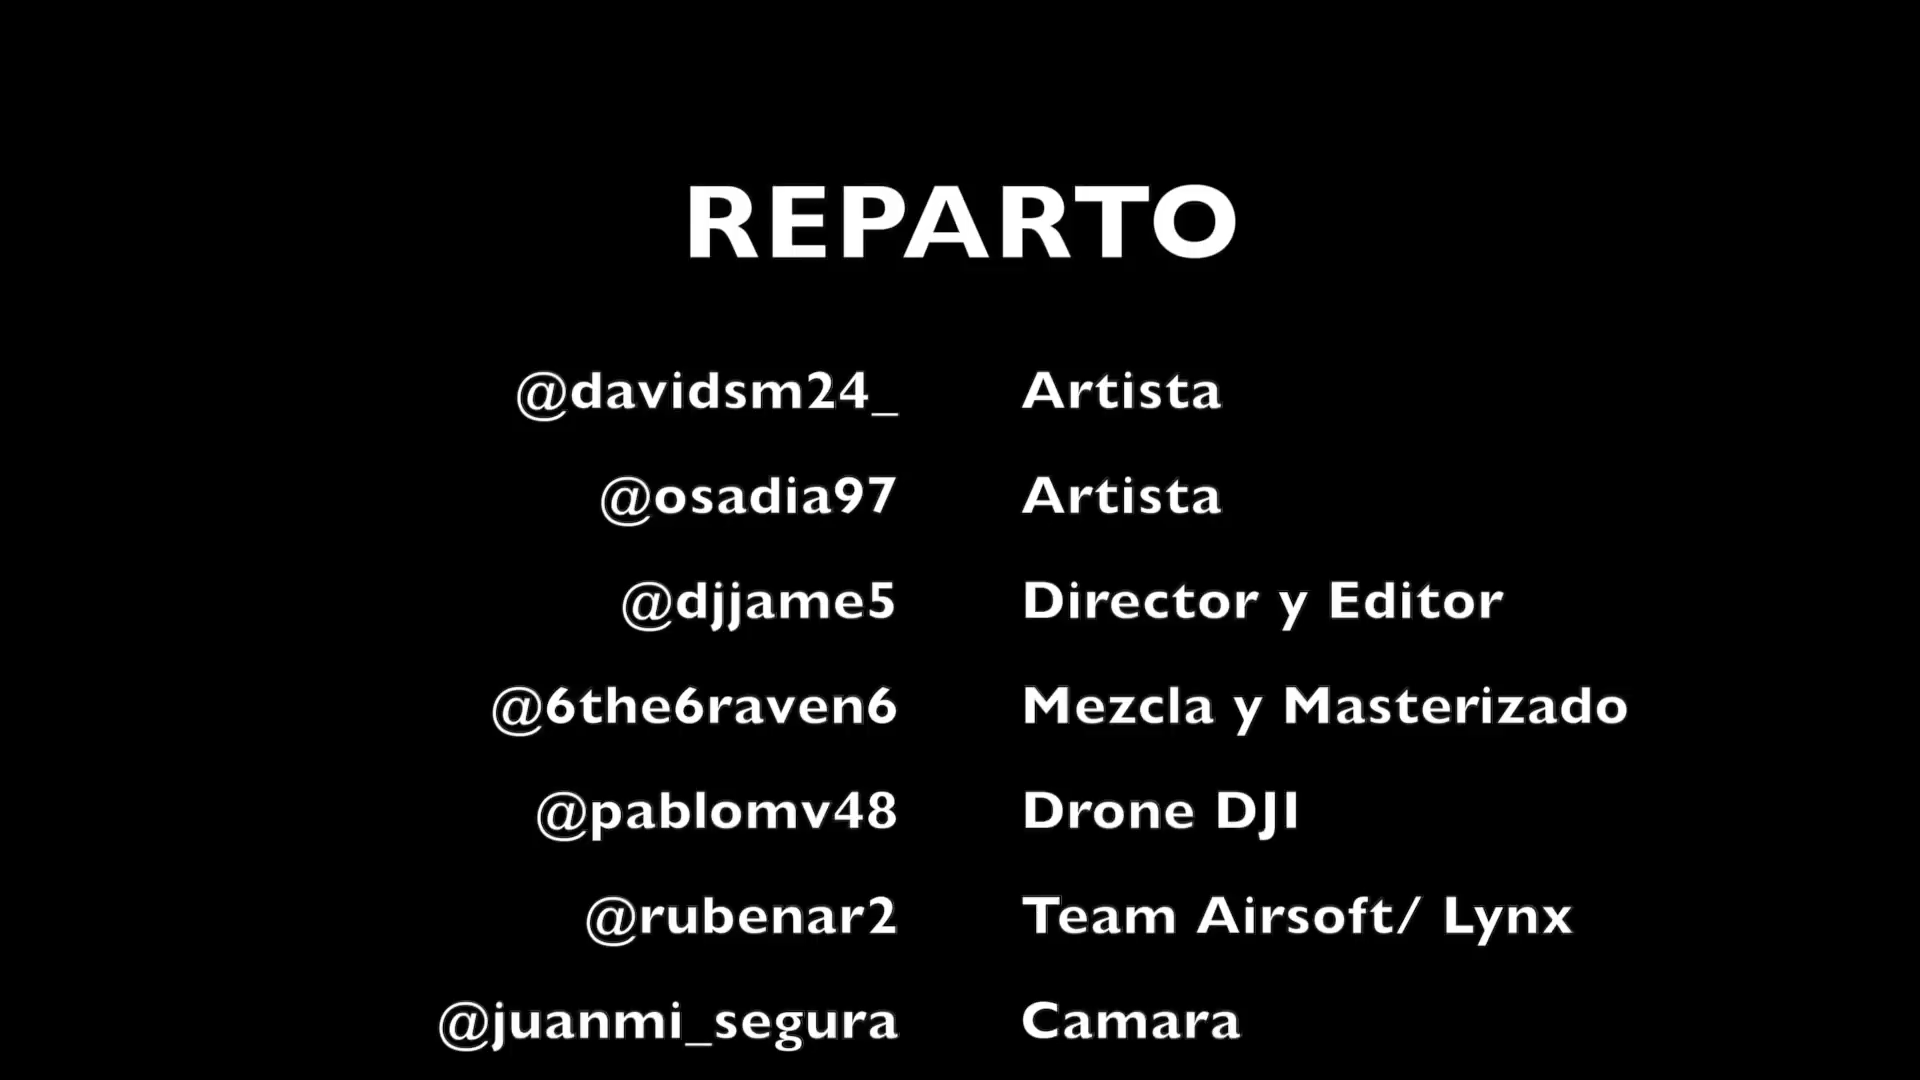 REPARTO
@davidsm24_ Artista
@osadia97 Artista
@djjame5 Director y Editor
@6the6raven6 Mezcla y Masterizado
@pablomv48 Drone DJI
@rubenar2 Team Airsoft/ Lynx
@juanmi_segura Camara